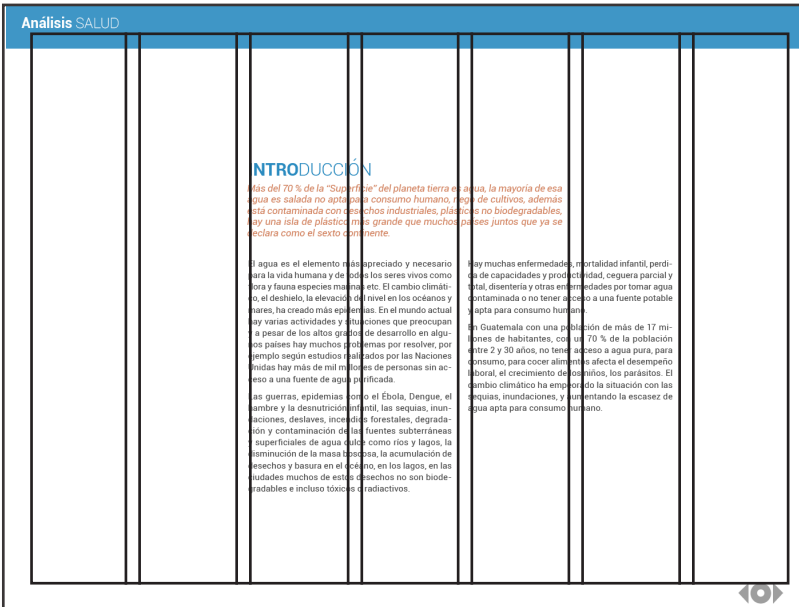 Análisis SALUD
INTRODUCCIÓN
Más del 70 % de la “Superficie” del planeta tierra es agua, la mayoría de esa
agua es salada no apta para consumo humano, riego de cultivos, además
está contaminada con desechos industriales, plásticos no biodegradables,
hay una isla de plástico más grande que muchos países juntos que ya se
declara como el sexto continente.
El agua es el elemento más apreciado y necesario
para la vida humana y de todos los seres vivos como
flora y fauna especies marinas etc. El cambio climáti-
co, el deshielo, la elevación del nivel en los océanos y
mares, ha creado más epidemias. En el mundo actual
hay varias actividades y situaciones que preocupan
y a pesar de los altos grados de desarrollo en algu-
nos países hay muchos problemas por resolver, por
ejemplo según estudios realizados por las Naciones
Unidas hay más de mil millones de personas sin ac-
ceso a una fuente de agua purificada.
Las guerras, epidemias como el Ébola, Dengue, el
hambre y la desnutrición infantil, las sequias, inun-
daciones, deslaves, incendios forestales, degrada-
ción y contaminación de las fuentes subterráneas
y superficiales de agua dulce como ríos y lagos, la
disminución de la masa boscosa, la acumulación de
desechos y basura en el océano, en los lagos, en las
ciudades muchos de estos desechos no son biode-
gradables e incluso tóxicos o radiactivos.
Hay muchas enfermedades, mortalidad infantil, perdi-
da de capacidades y productividad, ceguera parcial y
total, disentería y otras enfermedades por tomar agua
contaminada o no tener acceso a una fuente potable
y apta para consumo humano.
En Guatemala con una población de más de 17 mi-
llones de habitantes, con un 70 % de la población
entre 2 y 30 años, no tener acceso a agua pura, para
consumo, para cocer alimentos afecta el desempeño
laboral, el crecimiento de los niños, los parásitos. El
cambio climático ha empeorado la situación con las
sequias, inundaciones, y aumentando la escasez de
agua apta para consumo humano.